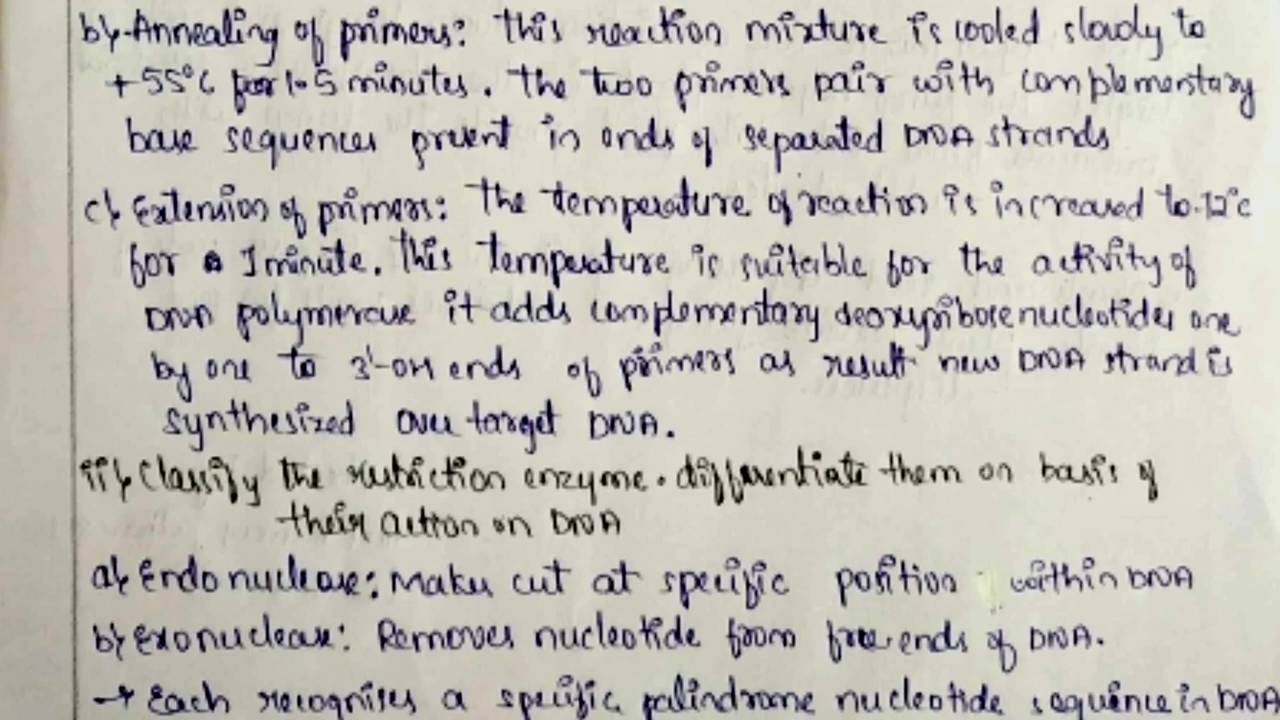 b) Annealing of primers: This reaction mixture is cooled slowly to
+55°C for 1-5 minutes. The two primers pair with complementary
base sequences present in ends of separated DNA strands
c) Extension of primers: The temperature of reaction is increased to 72°c
for 1 minute. This temperature is suitable for the activity of
DNA polymerase it adds complementary deoxyribose nucleotides one
by one to 3'-OH ends of primers as result new DNA strand is
synthesized over target DNA.
ii) Classify the restriction enzyme. differentiate them on basis of
their action on DNA
a) Endonuclease: Makes cut at specific position within DNA
b) Exonuclease: Removes nucleotide from free ends of DNA.
→ Each recognises a specific palindrome nucleotide sequence in DNA